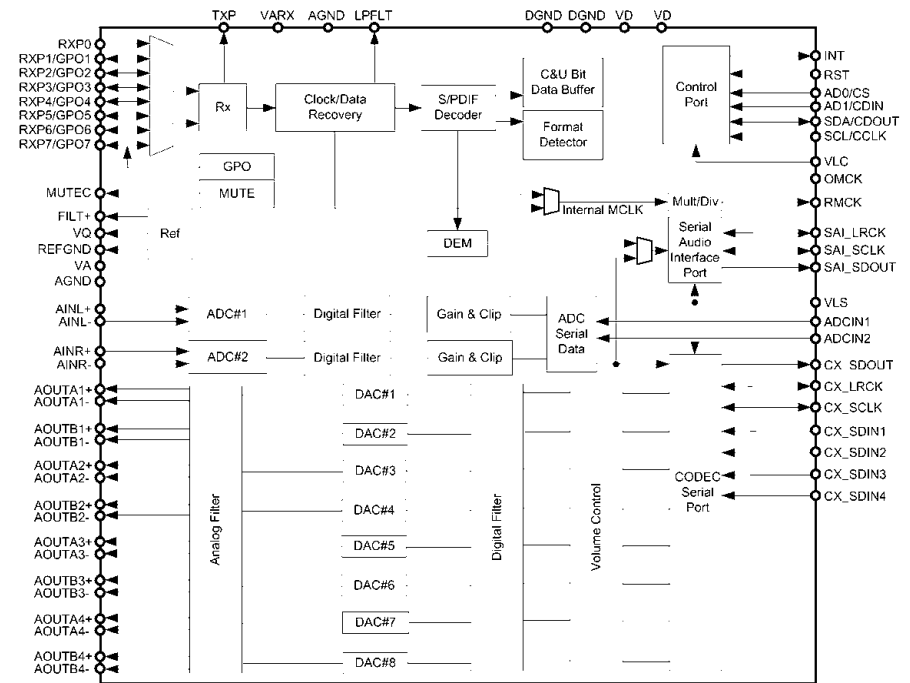 TXP VARX AGND LPFLT DGND DGND VD VD
RXP0
RXP1/GPO1
RXP2/GPO2
RXP3/GPO3
RXP4/GPO4
RXP5/GPO5
RXP6/GPO6
RXP7/GPO7
MUTEC
FILT+
VQ
REFGND
VA
AGND
AINL+
AINL-
AINR+
AINR-
AOUTA1+
AOUTA1-
AOUTB1+
AOUTB1-
AOUTA2+
AOUTA2-
AOUTB2+
AOUTB2-
AOUTA3+
AOUTA3-
AOUTB3+
AOUTB3-
AOUTA4+
AOUTA4-
AOUTB4+
AOUTB4-
Rx
Clock/Data
Recovery
S/PDIF
Decoder
C&U Bit
Data Buffer
Format
Detector
Control
Port
GPO
MUTE
Ref
DEM
Internal MCLK
Mult/Div
Serial
Audio
Interface
Port
ADC#1
Digital Filter
Gain & Clip
ADC#2
Digital Filter
Gain & Clip
ADC
Serial
Data
DAC#1
DAC#2
DAC#3
DAC#4
DAC#5
DAC#6
DAC#7
DAC#8
Analog Filter
Digital Filter
Volume Control
CODEC
Serial
Port
INT
RST
AD0/CS
AD1/CDIN
SDA/CDOUT
SCL/CCLK
VLC
OMCK
RMCK
SAI_LRCK
SAI_SCLK
SAI_SDOUT
VLS
ADCIN1
ADCIN2
CX_SDOUT
CX_LRCK
CX_SCLK
CX_SDIN1
CX_SDIN2
CX_SDIN3
CX_SDIN4